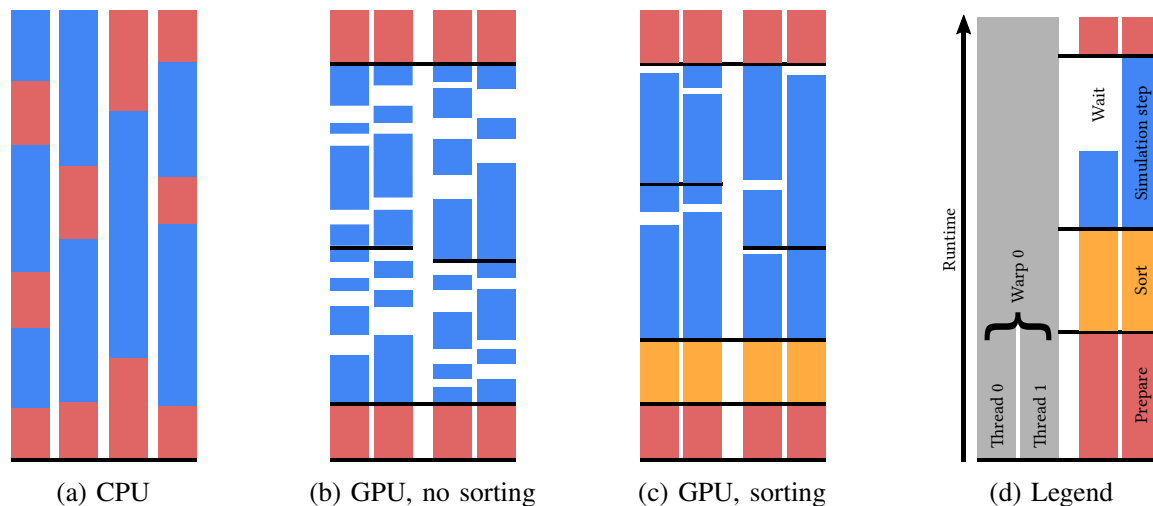 Runtime
Thread 0
Thread 1
Warp 0
Wait
Simulation step
Sort
Prepare
(a) CPU
(b) GPU, no sorting
(c) GPU, sorting
(d) Legend